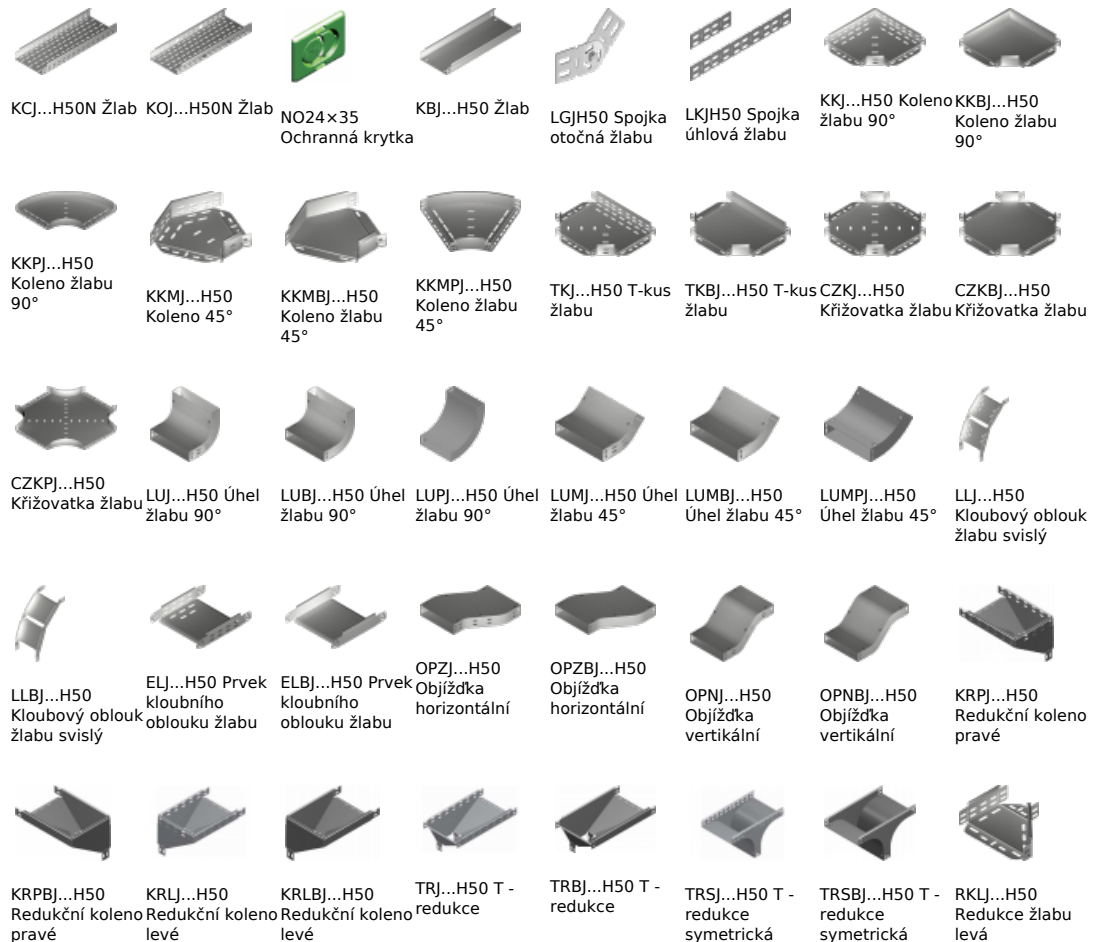 KCJ...H50N Žlab
KOJ...H50N Žlab
NO24×35
Ochranná krytka
KBJ...H50 Žlab
LGJH50 Spojka
otočná žlabu
LKJH50 Spojka
úhlová žlabu
KKJ...H50 Koleno
žlabu 90°
KKBJ...H50
Koleno žlabu
90°
KKPJ...H50
Koleno žlabu
90°
KKMJ...H50
Koleno 45°
KKMBJ...H50
Koleno žlabu
45°
KKMPJ...H50
Koleno žlabu
45°
TKJ...H50 T-kus
žlabu
TKBJ...H50 T-kus
žlabu
CZKJ...H50
Křižovatka žlabu
CZKBJ...H50
Křižovatka žlabu
CZKPJ...H50
Křižovatka žlabu
LUJ...H50 Úhel
žlabu 90°
LUBJ...H50 Úhel
žlabu 90°
LUPJ...H50 Úhel
žlabu 90°
LUMJ...H50 Úhel
žlabu 45°
LUMBJ...H50
Úhel žlabu 45°
LUMPJ...H50
Úhel žlabu 45°
LLJ...H50
Kloubový oblouk
žlabu svislý
LLBJ...H50
Kloubový oblouk
žlabu svislý
ELJ...H50 Prvek
kloubního
oblouku žlabu
ELBJ...H50 Prvek
kloubního
oblouku žlabu
OPZJ...H50
Objížďka
horizontální
OPZBJ...H50
Objížďka
horizontální
OPNJ...H50
Objížďka
vertikální
OPNBJ...H50
Objížďka
vertikální
KRPJ...H50
Redukční koleno
pravé
KRPBJ...H50
Redukční koleno
pravé
KRLJ...H50
Redukční koleno
levé
KRLBJ...H50
Redukční koleno
levé
TRJ...H50 T -
redukce
TRBJ...H50 T -
redukce
TRSJ...H50 T -
redukce
symetrická
TRSBJ...H50 T -
redukce
symetrická
RKLJ...H50
Redukce žlabu
levá